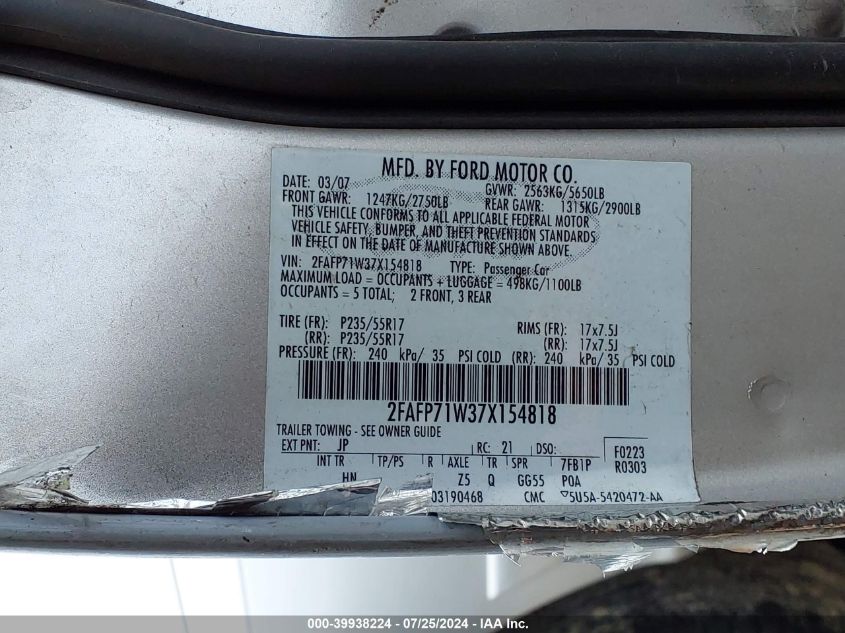 MFD. BY FORD MOTOR CO.
DATE: 03/07 GVWR: 2563KG/5650LB
FRONT GAWR: 1247KG/2750LB REAR GAWR: 1315KG/2900LB
THIS VEHICLE CONFORMS TO ALL APPLICABLE FEDERAL MOTOR
VEHICLE SAFETY, BUMPER, AND THEFT PREVENTION STANDARDS
IN EFFECT ON THE DATE OF MANUFACTURE SHOWN ABOVE.
VIN: 2FAFP71W37X154818 TYPE: Passenger Car
MAXIMUM LOAD = OCCUPANTS + LUGGAGE = 498KG/1100LB
OCCUPANTS = 5 TOTAL; 2 FRONT, 3 REAR
TIRE (FR): P235/55R17 RIMS (FR): 17x7.5J
(RR): P235/55R17 (RR): 17x7.5J
PRESSURE (FR): 240 kPa/ 35 PSI COLD (RR): 240 kPa/ 35 PSI COLD
2FAFP71W37X154818
TRAILER TOWING - SEE OWNER GUIDE
EXT PNT: JP RC: 21 DSO: F0223
INT TR TP/PS R AXLE TR SPR 7FB1P R0303
HN Z5 Q GG55 POA
03190468 CMC ▽5U5A-5420472-AA
000-39938224 - 07/25/2024 - IAA Inc.